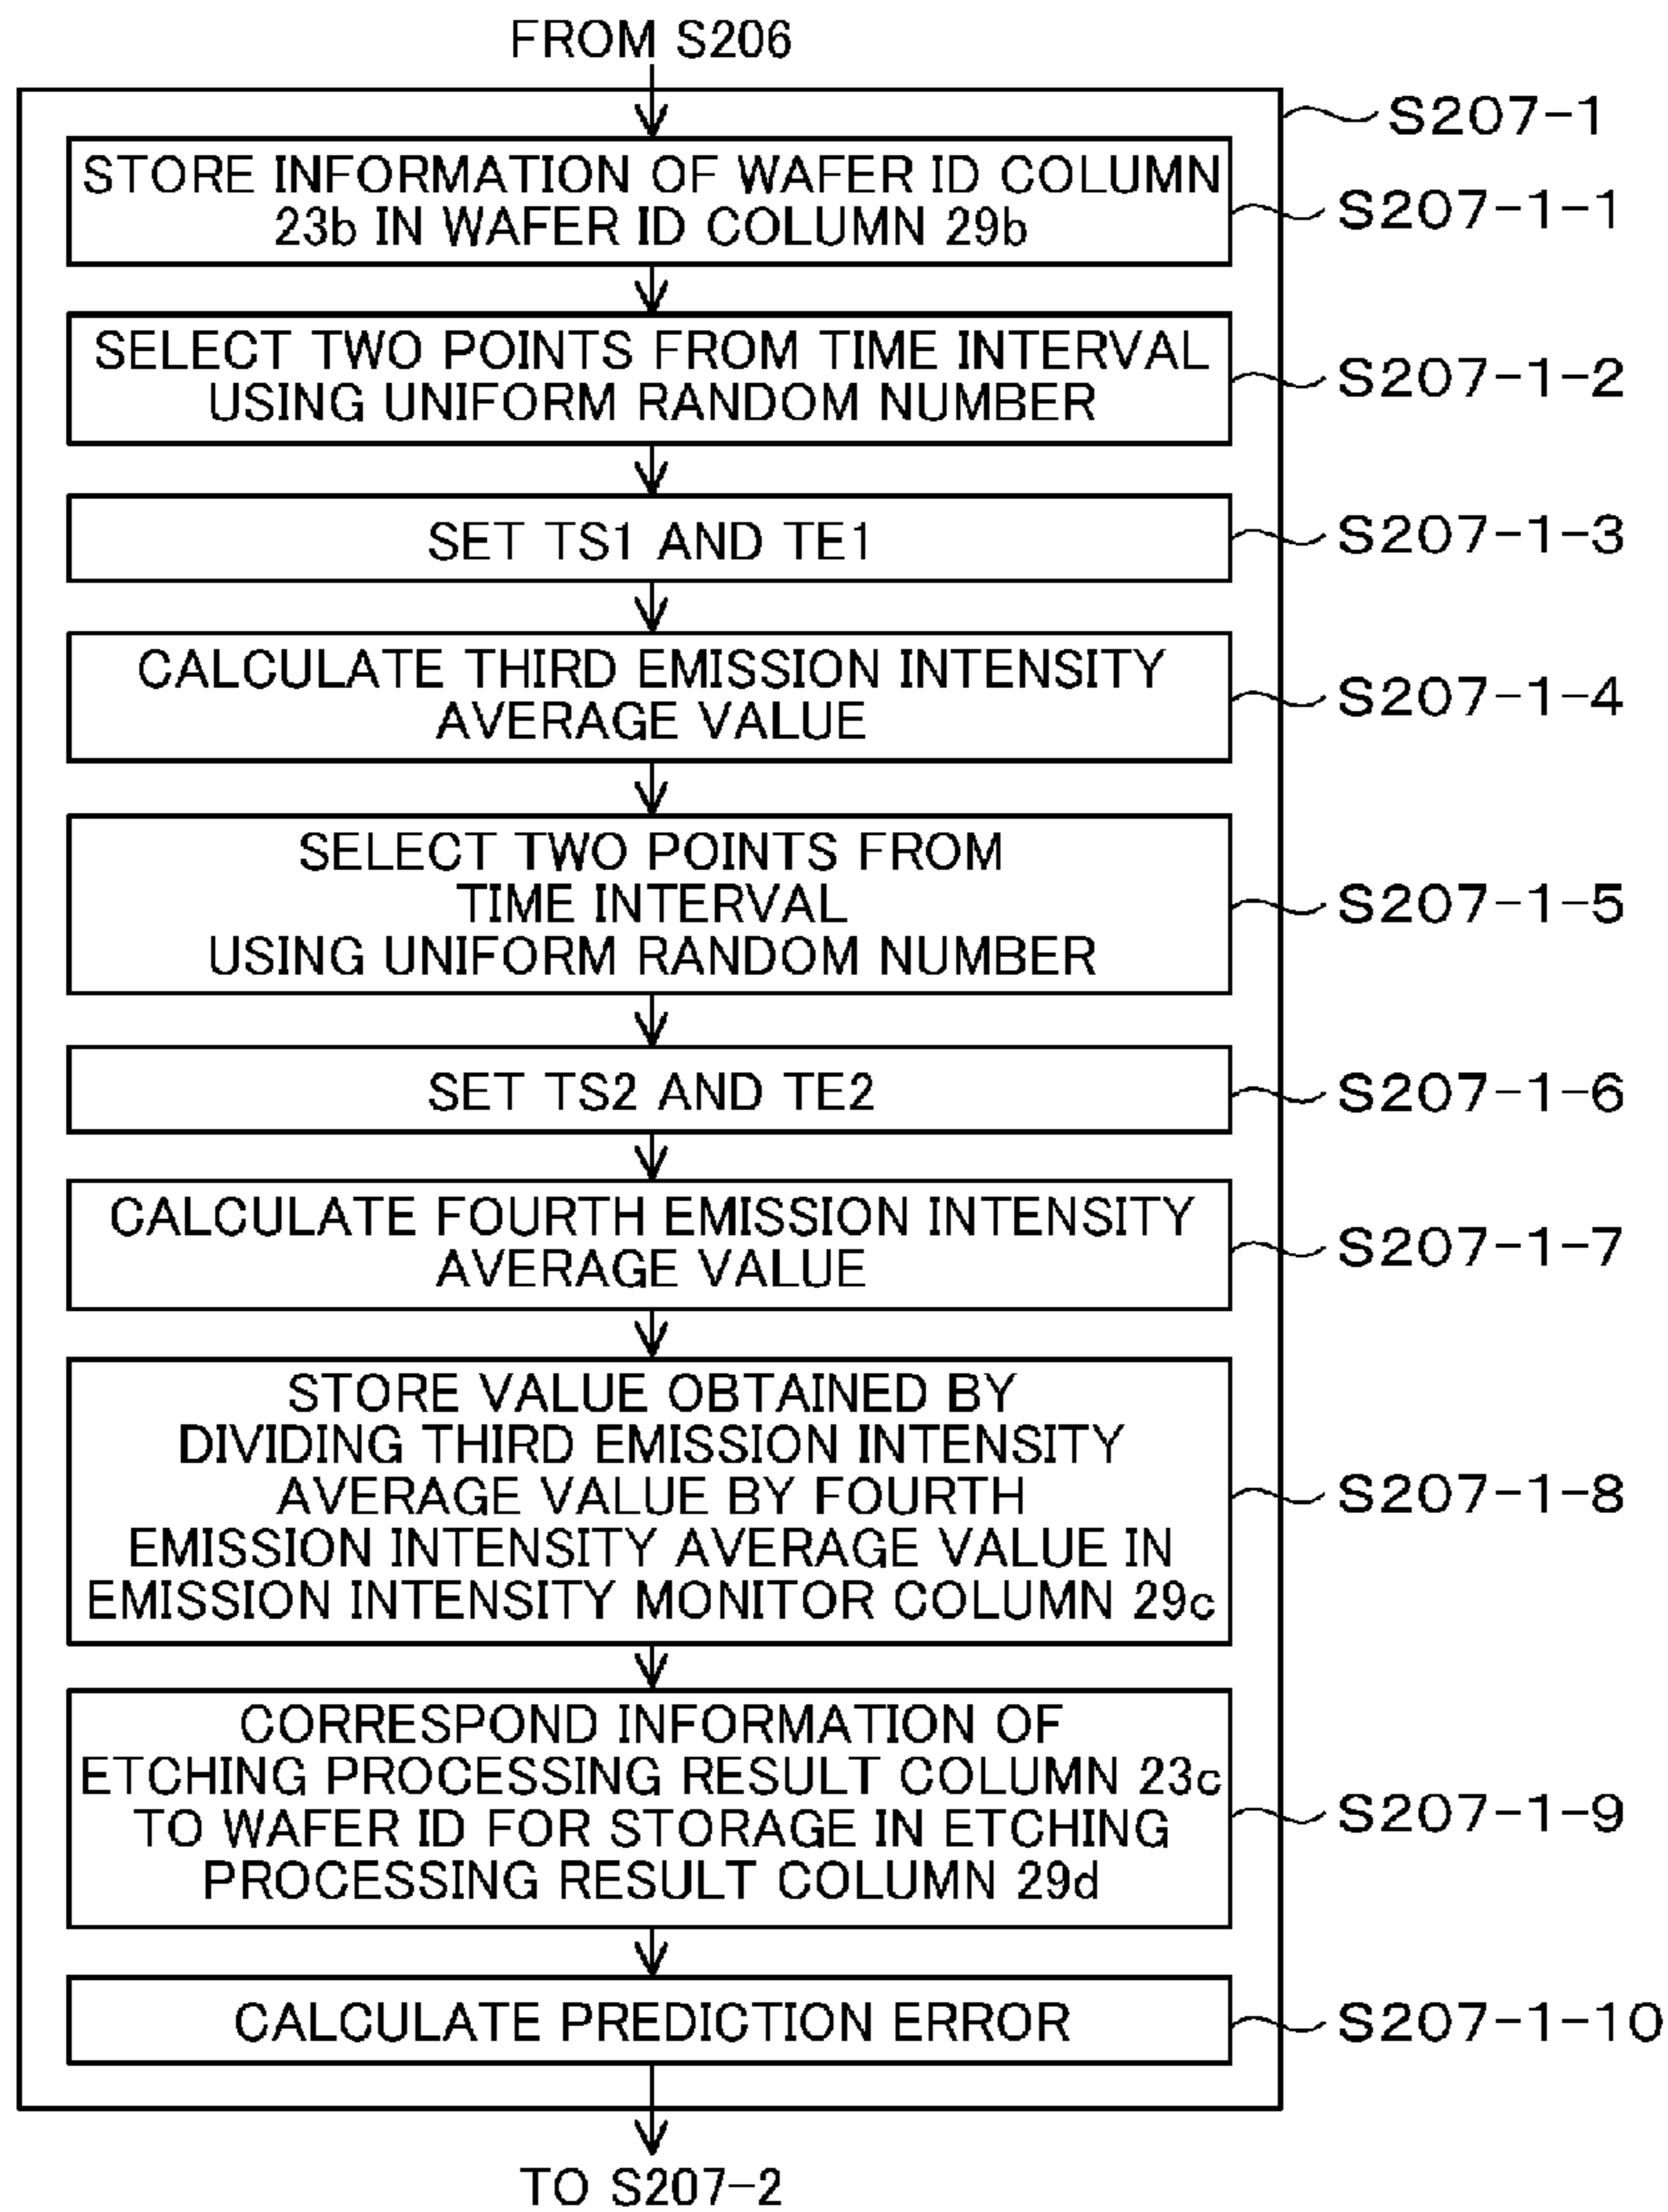 FROM S206
S207-1
STORE INFORMATION OF WAFER ID COLUMN
23b IN WAFER ID COLUMN 29b
S207-1-1
SELECT TWO POINTS FROM TIME INTERVAL
USING UNIFORM RANDOM NUMBER
S207-1-2
SET TS1 AND TE1
S207-1-3
CALCULATE THIRD EMISSION INTENSITY
AVERAGE VALUE
S207-1-4
SELECT TWO POINTS FROM
TIME INTERVAL
USING UNIFORM RANDOM NUMBER
S207-1-5
SET TS2 AND TE2
S207-1-6
CALCULATE FOURTH EMISSION INTENSITY
AVERAGE VALUE
S207-1-7
STORE VALUE OBTAINED BY
DIVIDING THIRD EMISSION INTENSITY
AVERAGE VALUE BY FOURTH
EMISSION INTENSITY AVERAGE VALUE IN
EMISSION INTENSITY MONITOR COLUMN 29c
S207-1-8
CORRESPOND INFORMATION OF
ETCHING PROCESSING RESULT COLUMN 23c
TO WAFER ID FOR STORAGE IN ETCHING
PROCESSING RESULT COLUMN 29d
S207-1-9
CALCULATE PREDICTION ERROR
S207-1-10
TO S207-2